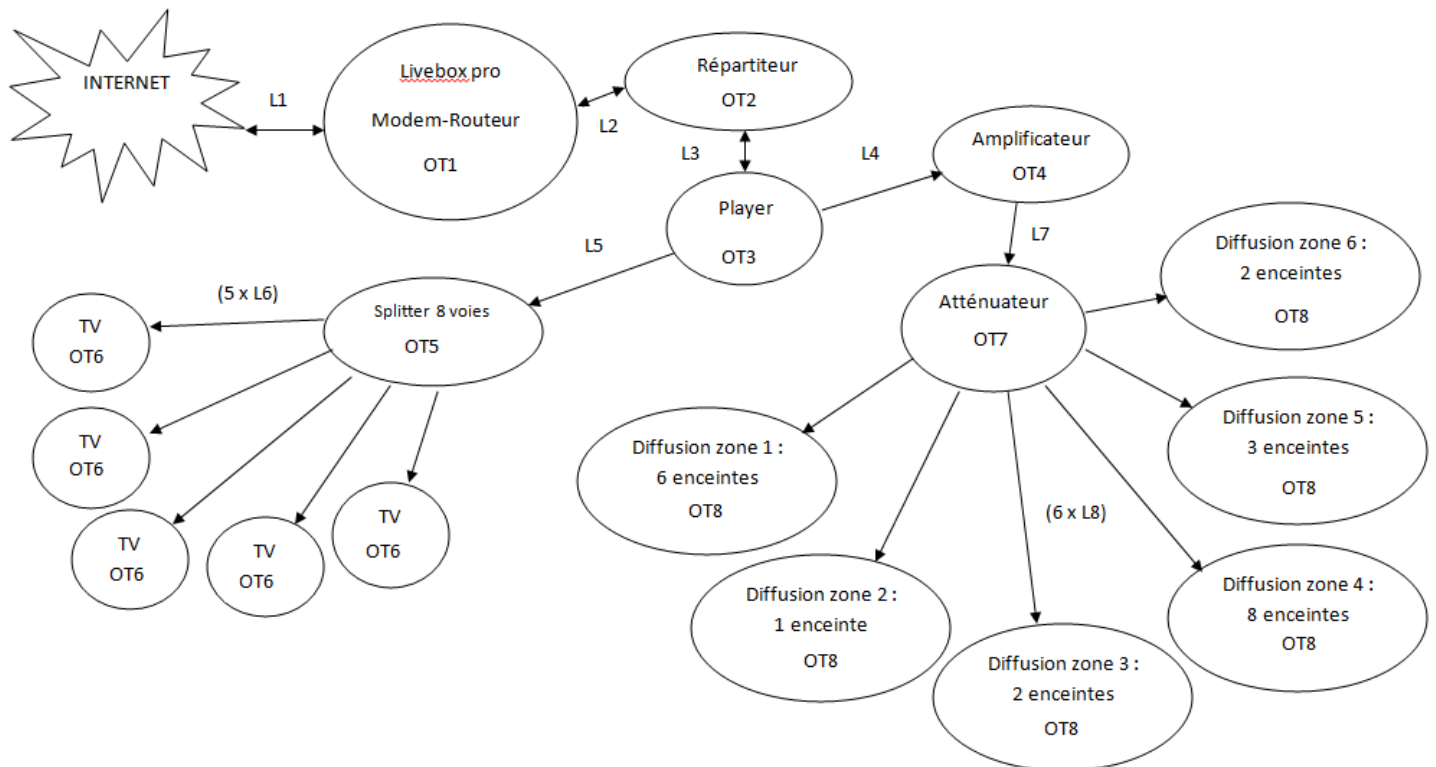 INTERNET
L1
Livebox pro
Modem-Routeur
OT1
L2
Répartiteur
OT2
L3
L4
Amplificateur
OT4
Player
OT3
L5
L7
(5 x L6)
Splitter 8 voies
OT5
TV
OT6
TV
OT6
TV
OT6
TV
OT6
TV
OT6
Atténuateur
OT7
Diffusion zone 6 :
2 enceintes
OT8
Diffusion zone 5 :
3 enceintes
OT8
Diffusion zone 1 :
6 enceintes
OT8
(6 x L8)
Diffusion zone 2 :
1 enceinte
OT8
Diffusion zone 4 :
8 enceintes
OT8
Diffusion zone 3 :
2 enceintes
OT8